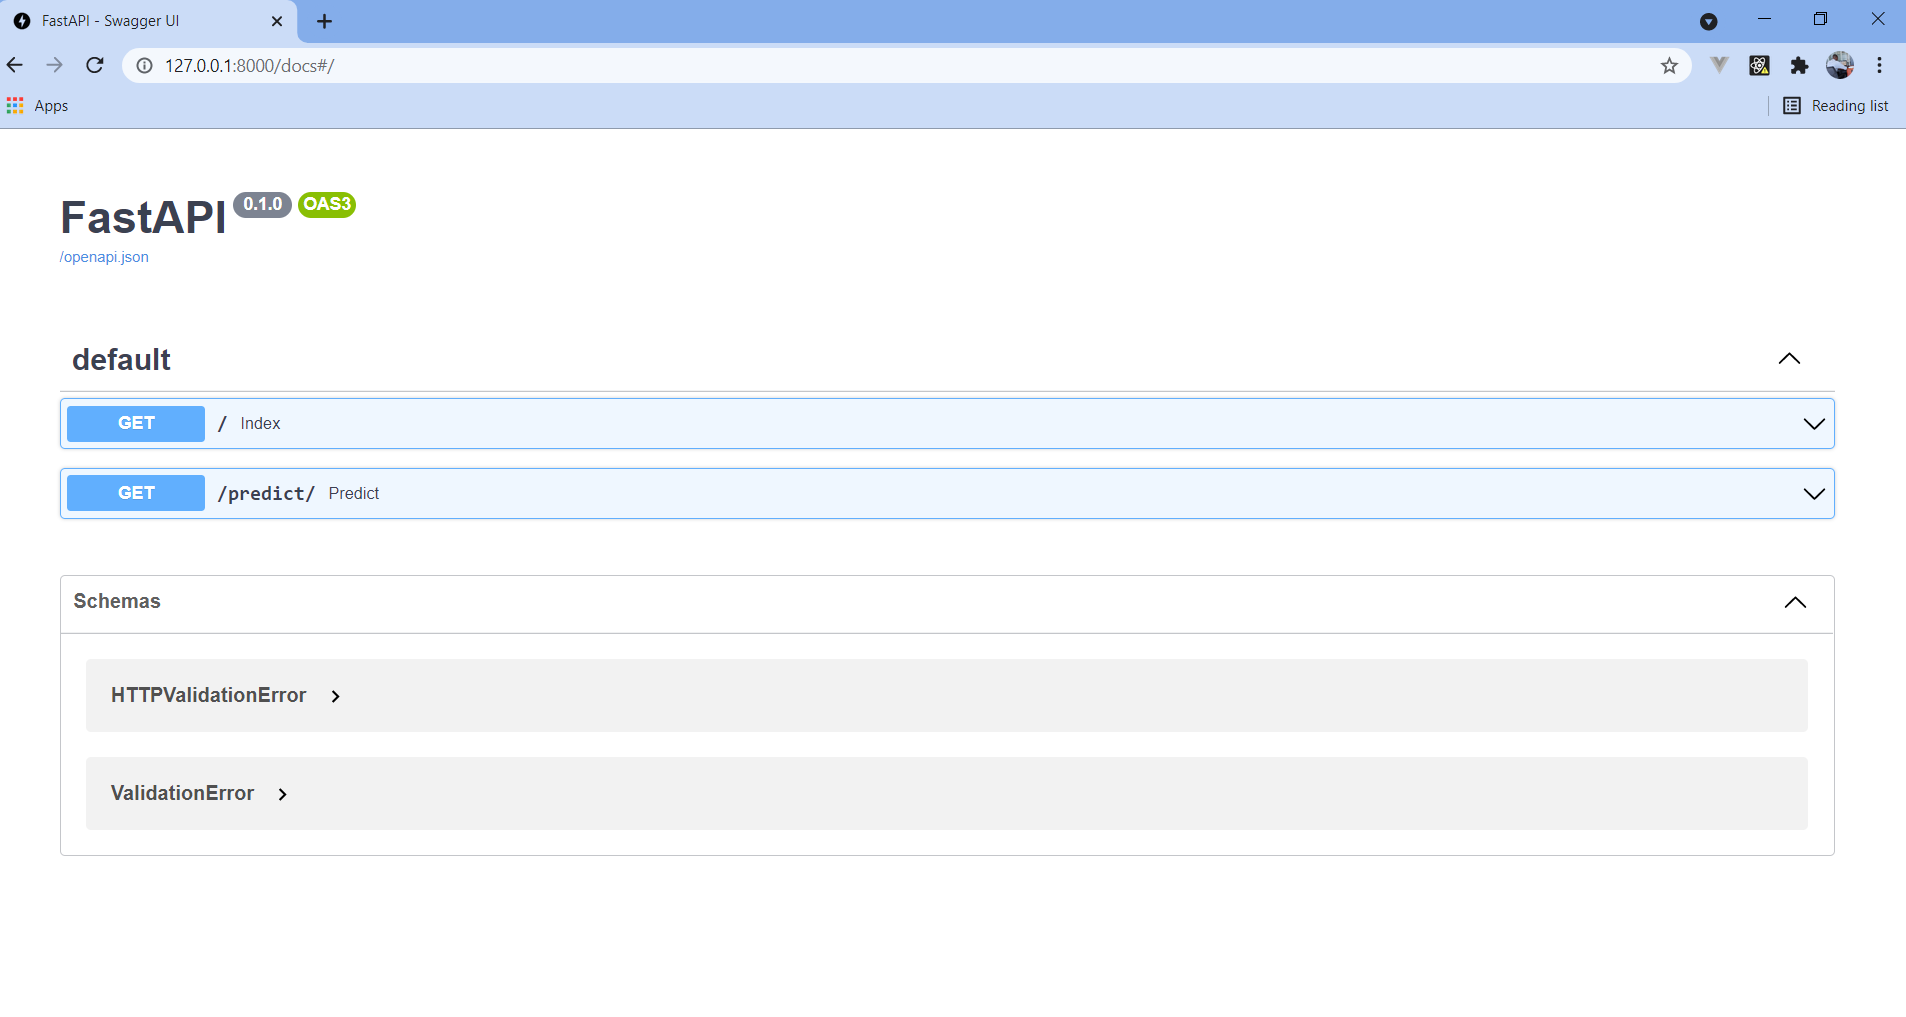 FastAPI - Swagger UI
127.0.0.1:8000/docs#/
Apps
Reading list
FastAPI 0.1.0 OAS3
/openapi.json
default
GET / Index
GET /predict/ Predict
Schemas
HTTPValidationError
ValidationError